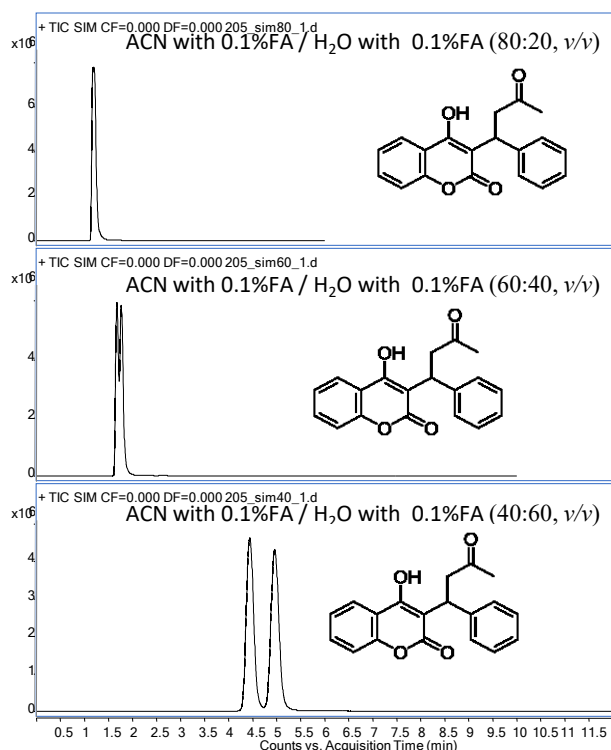 + TIC SIM CF=0.000 DF=0.000 205_sim80_1.d
x10
6
ACN with 0.1%FA / H₂O with 0.1%FA (80:20, v/v)
6
4
2
0
OH
O
O
O
+ TIC SIM CF=0.000 DF=0.000 205_sim60_1.d
x10
6
ACN with 0.1%FA / H₂O with 0.1%FA (60:40, v/v)
4
2
0
OH
O
O
O
+ TIC SIM CF=0.000 DF=0.000 205_sim40_1.d
x10
6
ACN with 0.1%FA / H₂O with 0.1%FA (40:60, v/v)
4
3
2
1
0
OH
O
O
O
0.5 1 1.5 2 2.5 3 3.5 4 4.5 5 5.5 6 6.5 7 7.5 8 8.5 9 9.5 10 10.5 11 11.5
Counts vs. Acquisition Time (min)